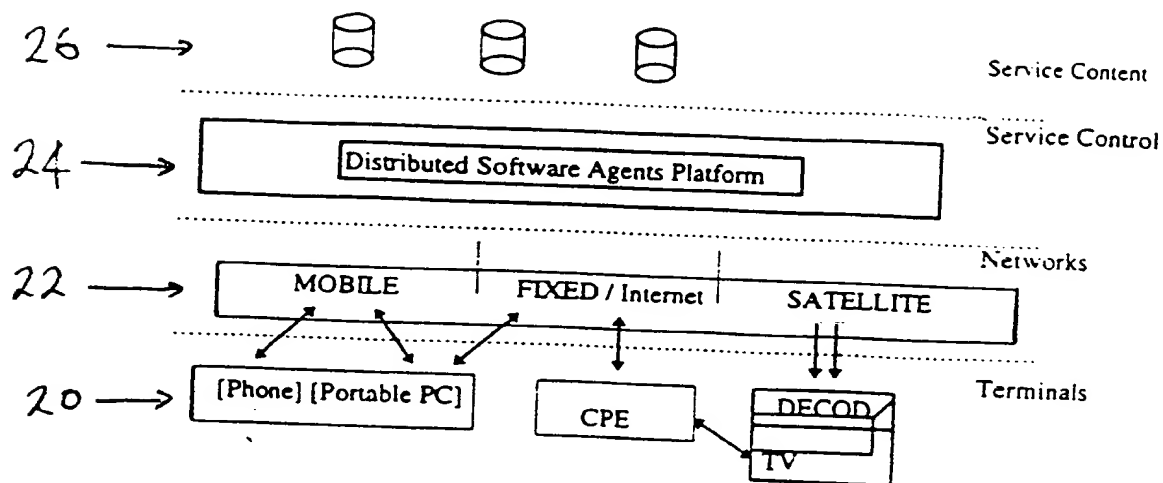 26
Service Content
Service Control
24
Distributed Software Agents Platform
Networks
22
MOBILE
FIXED / Internet
SATELLITE
20
[Phone] [Portable PC]
CPE
DECOD
TV
Terminals